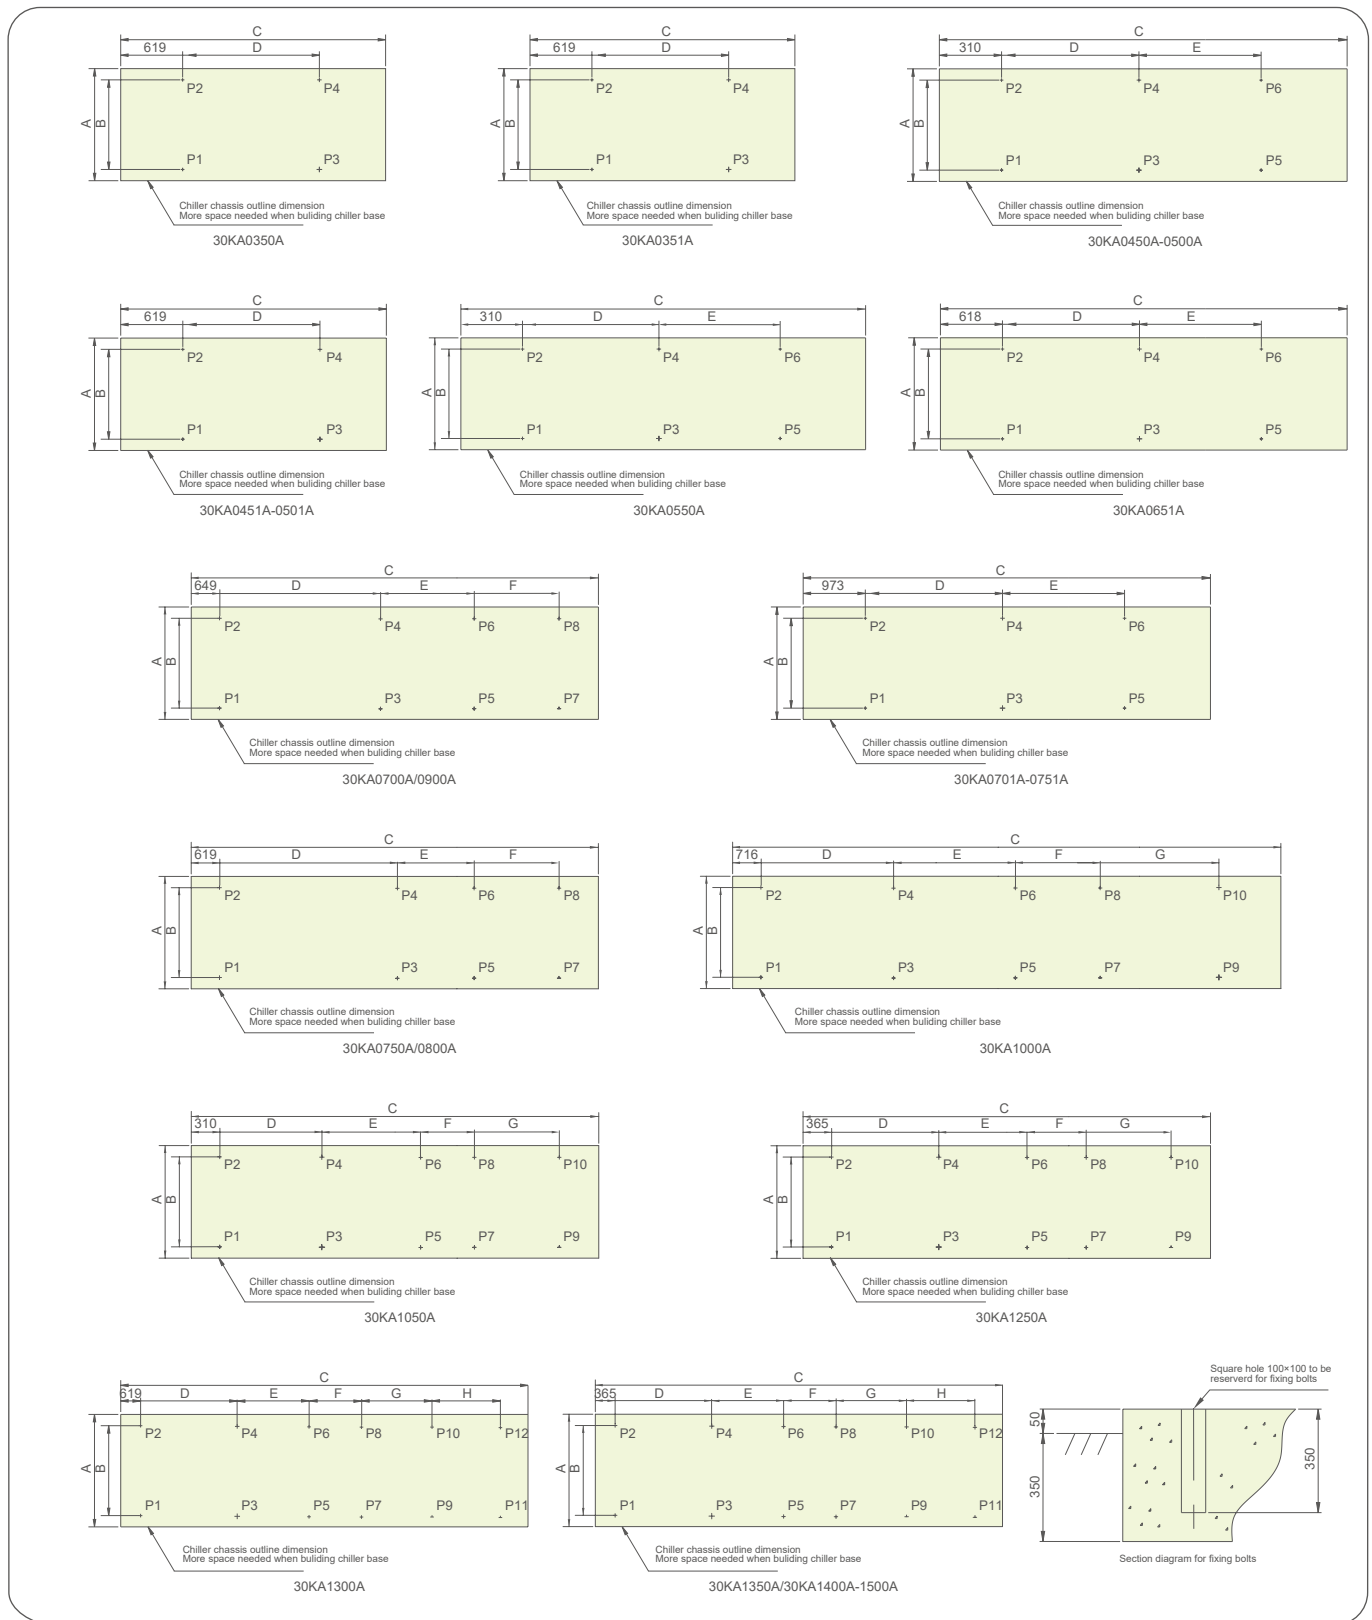 C
619 D
A
B
P2 P4
P1 P3
Chiller chassis outline dimension
More space needed when buliding chiller base
30KA0350A
C
619 D
A
B
P2 P4
P1 P3
Chiller chassis outline dimension
More space needed when buliding chiller base
30KA0351A
C
310 D E
A
B
P2 P4 P6
P1 P3 P5
Chiller chassis outline dimension
More space needed when buliding chiller base
30KA0450A-0500A
C
619 D
A
B
P2 P4
P1 P3
Chiller chassis outline dimension
More space needed when buliding chiller base
30KA0451A-0501A
C
310 D E
A
B
P2 P4 P6
P1 P3 P5
Chiller chassis outline dimension
More space needed when buliding chiller base
30KA0550A
C
618 D E
A
B
P2 P4 P6
P1 P3 P5
Chiller chassis outline dimension
More space needed when buliding chiller base
30KA0651A
C
649 D E F
A
B
P2 P4 P6 P8
P1 P3 P5 P7
Chiller chassis outline dimension
More space needed when buliding chiller base
30KA0700A/0900A
C
973 D E
A
B
P2 P4 P6
P1 P3 P5
Chiller chassis outline dimension
More space needed when buliding chiller base
30KA0701A-0751A
C
619 D E F
A
B
P2 P4 P6 P8
P1 P3 P5 P7
Chiller chassis outline dimension
More space needed when buliding chiller base
30KA0750A/0800A
C
716 D E F G
A
B
P2 P4 P6 P8 P10
P1 P3 P5 P7 P9
Chiller chassis outline dimension
More space needed when buliding chiller base
30KA1000A
C
310 D E F G
A
B
P2 P4 P6 P8 P10
P1 P3 P5 P7 P9
Chiller chassis outline dimension
More space needed when buliding chiller base
30KA1050A
C
365 D E F G
A
B
P2 P4 P6 P8 P10
P1 P3 P5 P7 P9
Chiller chassis outline dimension
More space needed when buliding chiller base
30KA1250A
C
619 D E F G H
A
B
P2 P4 P6 P8 P10 P12
P1 P3 P5 P7 P9 P11
Chiller chassis outline dimension
More space needed when buliding chiller base
30KA1300A
C
365 D E F G H
A
B
P2 P4 P6 P8 P10 P12
P1 P3 P5 P7 P9 P11
Chiller chassis outline dimension
More space needed when buliding chiller base
30KA1350A/30KA1400A-1500A
Square hole 100×100 to be
reserverd for fixing bolts
50
350
350
Section diagram for fixing bolts